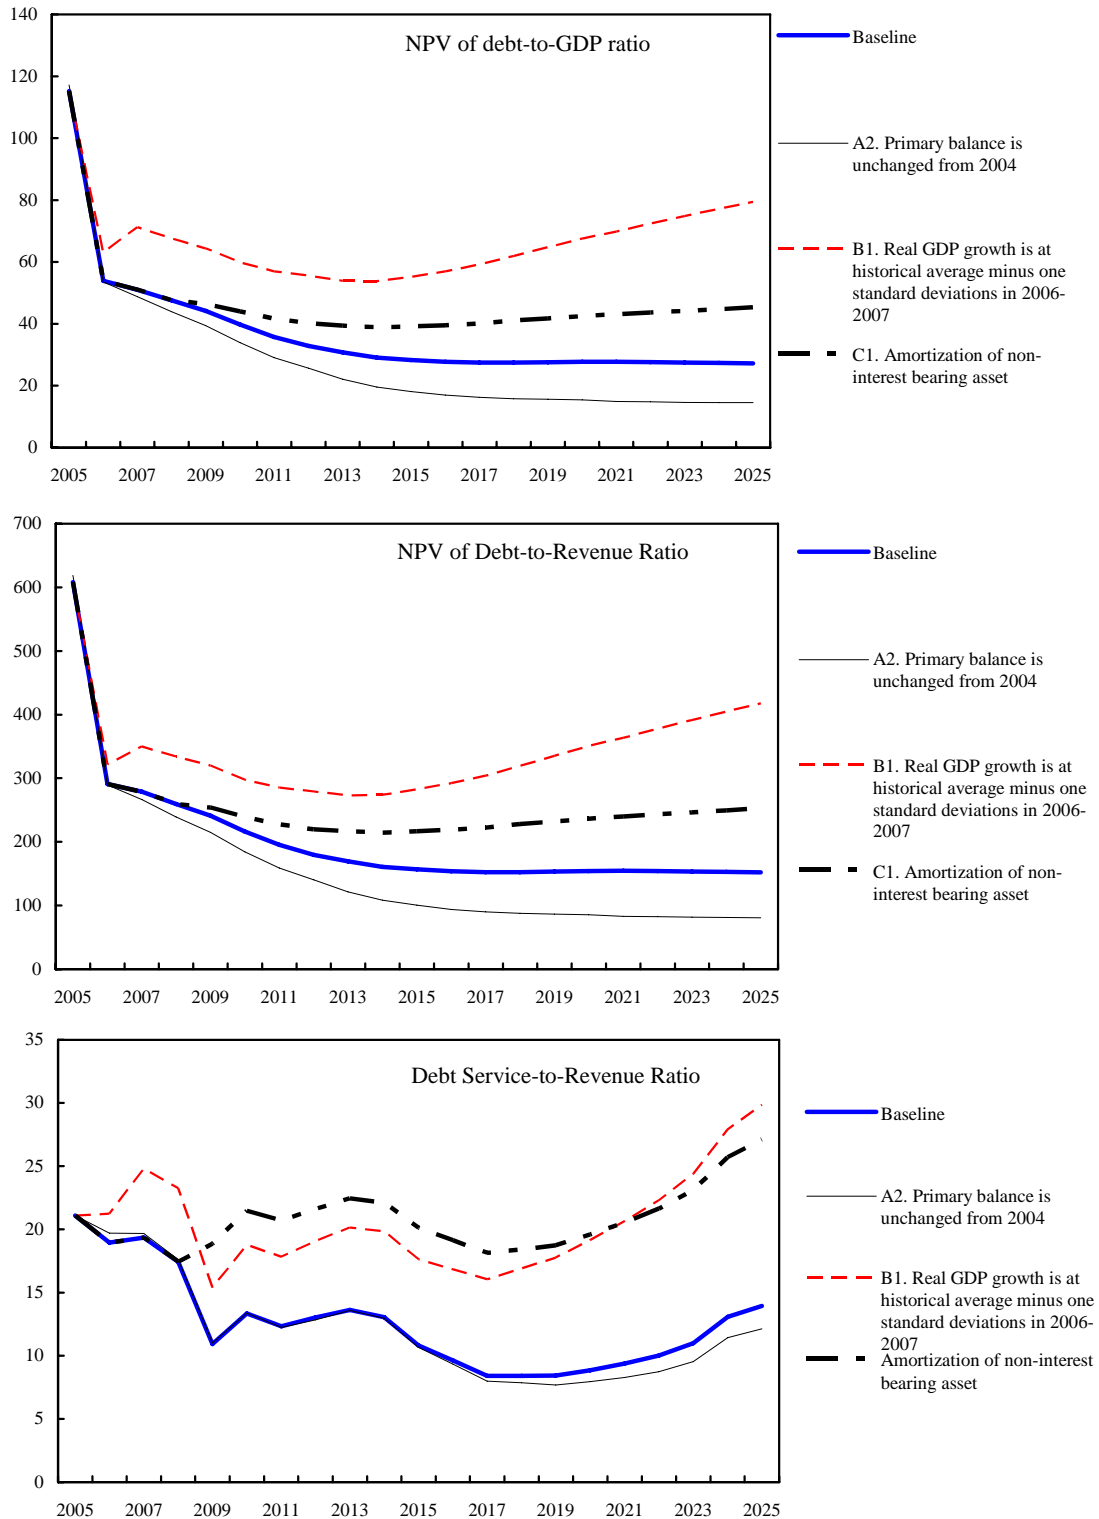 NPV of debt-to-GDP ratio
140
120
100
80
60
40
20
0
2005 2007 2009 2011 2013 2015 2017 2019 2021 2023 2025
Baseline
A2. Primary balance is
unchanged from 2004
B1. Real GDP growth is at
historical average minus one
standard deviations in 2006-
2007
C1. Amortization of non-
interest bearing asset
NPV of Debt-to-Revenue Ratio
700
600
500
400
300
200
100
0
2005 2007 2009 2011 2013 2015 2017 2019 2021 2023 2025
Baseline
A2. Primary balance is
unchanged from 2004
B1. Real GDP growth is at
historical average minus one
standard deviations in 2006-
2007
C1. Amortization of non-
interest bearing asset
Debt Service-to-Revenue Ratio
35
30
25
20
15
10
5
0
2005 2007 2009 2011 2013 2015 2017 2019 2021 2023 2025
Baseline
A2. Primary balance is
unchanged from 2004
B1. Real GDP growth is at
historical average minus one
standard deviations in 2006-
2007
Amortization of non-interest
bearing asset